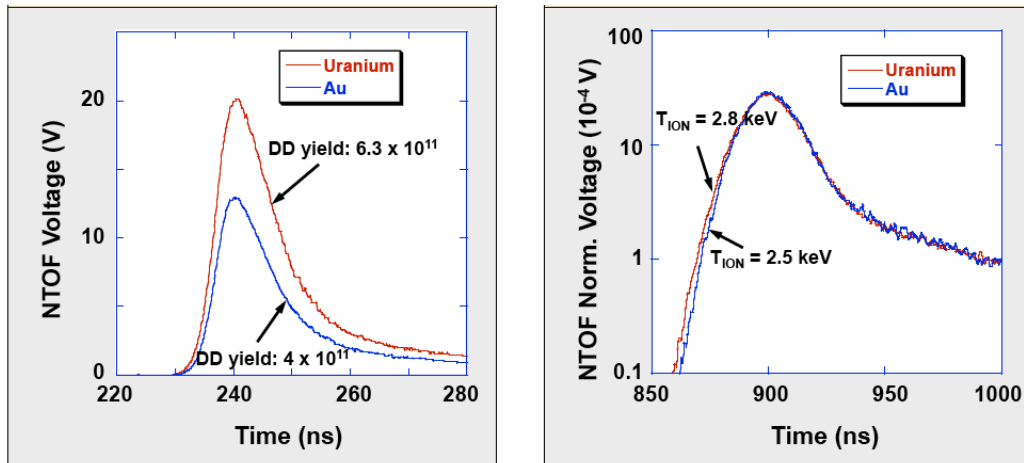 NTOF Voltage (V)
20
10
0
Uranium
Au
DD yield: 6.3 x 10¹¹
DD yield: 4 x 10¹¹
220
240
260
280
Time (ns)
NTOF Norm. Voltage (10⁻⁴ V)
100
10
1
0.1
Uranium
Au
T_ION = 2.8 keV
T_ION = 2.5 keV
850
900
950
1000
Time (ns)